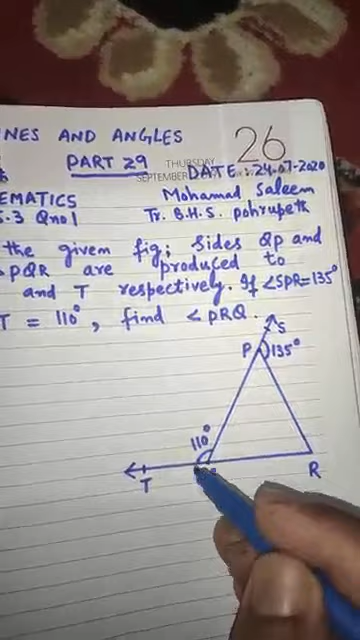 NES AND ANGLES
26
PART 29
THURSDAY
SEPTEMBER
DATE: 24-07-2020
EMATICS
Mohamad Saleem
5.3 Qno 1
Tr. B.H.S. Pohrupeth
the given fig; Sides QP and
PQR are produced to
and T respectively. If ∠SPR=135°
T = 110°, find ∠PRQ.
S
P 135°
110°
T
R